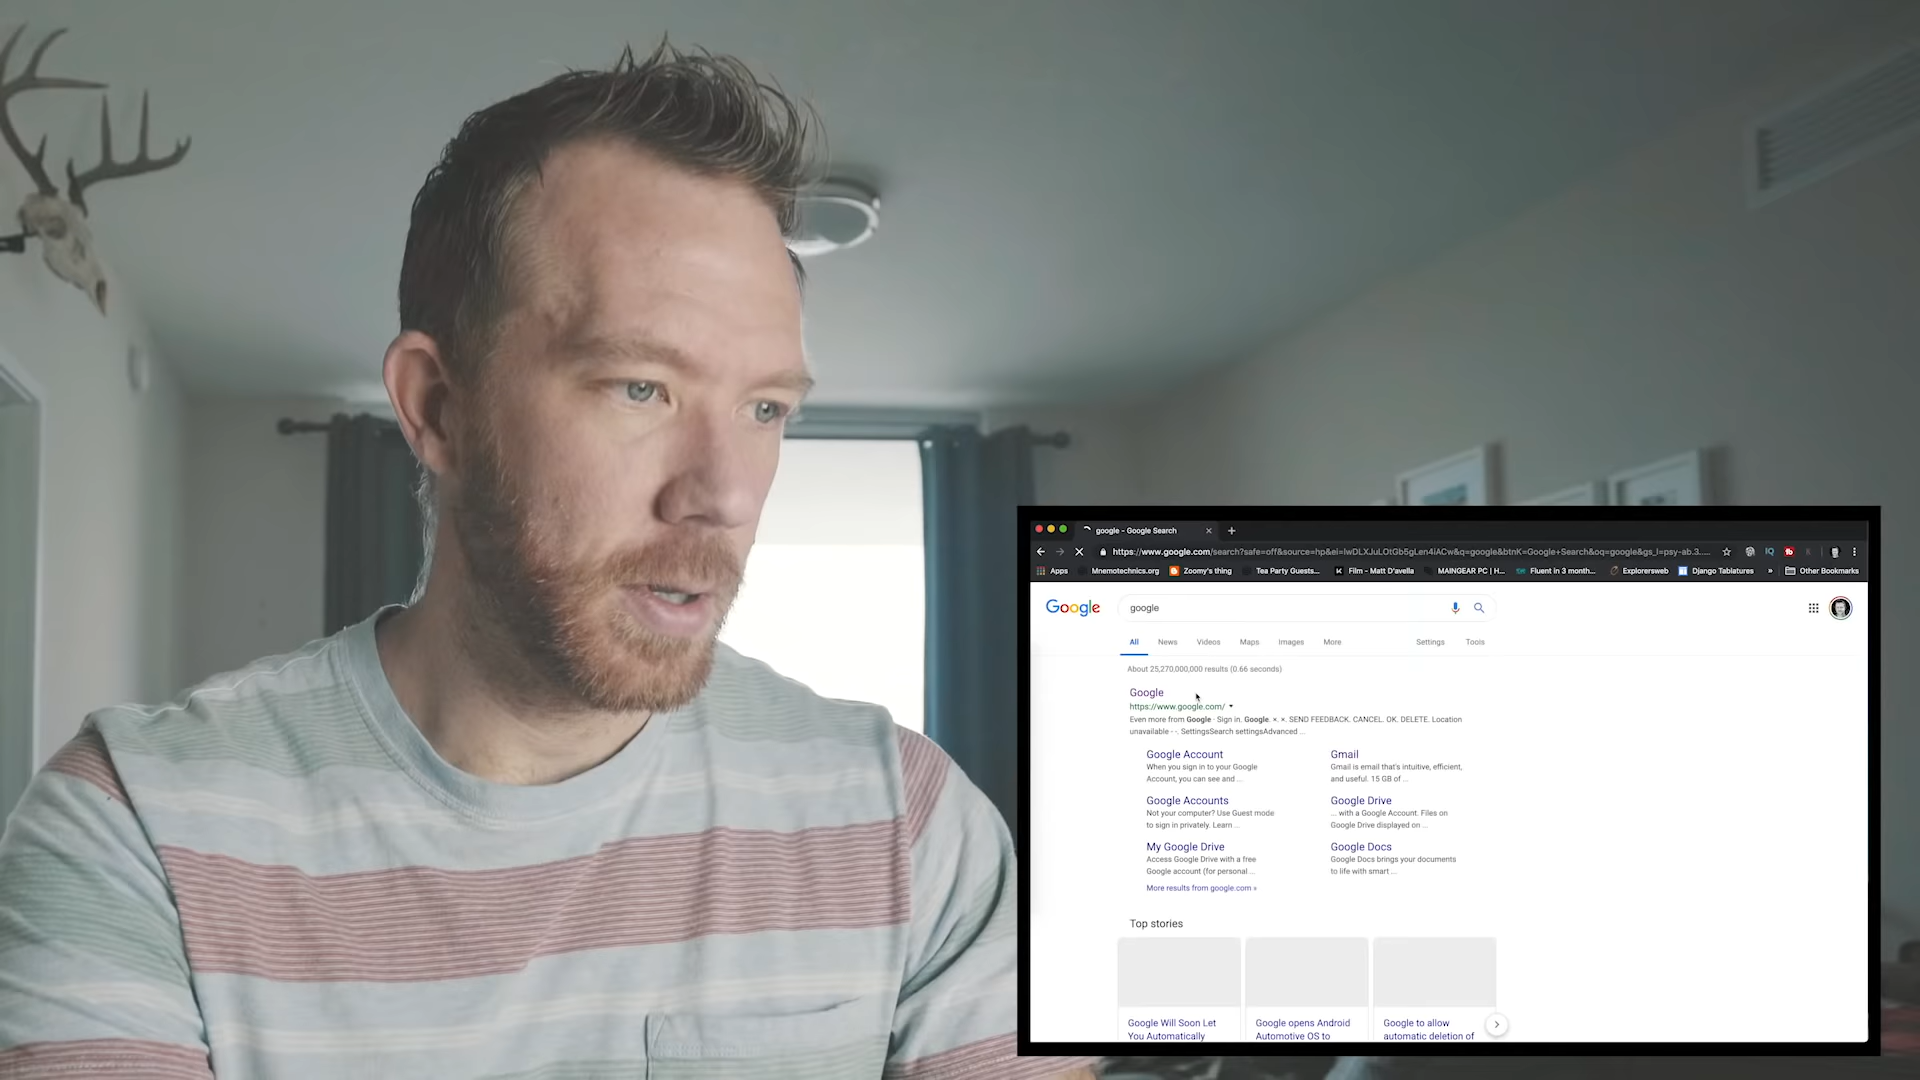 google - Google Search
https://www.google.com/search?safe=off&source=hp&ei=IwDLXJuLOtGb5gLen4iACw&q=google&btnK=Google+Search&oq=google&gs_l=psy-ab.3....
Apps Mnemotechnics.org Zoomy's thing Tea Party Guests... Film - Matt D'avella MAINGEAR PC | H... Fluent in 3 month... Explorersweb Django Tablatures » Other Bookmarks
Google google
All News Videos Maps Images More Settings Tools
About 25,270,000,000 results (0.66 seconds)
Google
https://www.google.com/
Even more from Google · Sign in. Google. ×. ×. SEND FEEDBACK. CANCEL. OK. DELETE. Location
unavailable - -. SettingsSearch settingsAdvanced ...
Google Account
When you sign in to your Google
Account, you can see and ...
Gmail
Gmail is email that's intuitive, efficient,
and useful. 15 GB of ...
Google Accounts
Not your computer? Use Guest mode
to sign in privately. Learn ...
Google Drive
... with a Google Account. Files on
Google Drive displayed on ...
My Google Drive
Access Google Drive with a free
Google account (for personal ...
Google Docs
Google Docs brings your documents
to life with smart ...
More results from google.com »
Top stories
Google Will Soon Let
You Automatically
Google opens Android
Automotive OS to
Google to allow
automatic deletion of